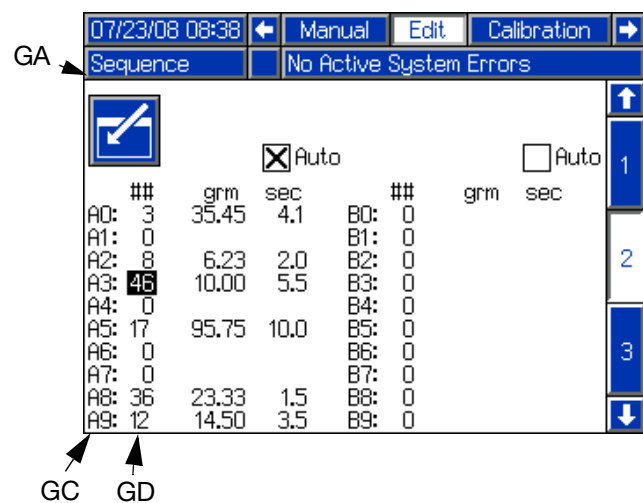 07/23/08 08:38 Manual Edit Calibration
GA
Sequence No Active System Errors
1
Auto Auto
## grm sec ## grm sec
A0: 3 35.45 4.1 B0: 0
A1: 0 B1: 0
A2: 8 6.23 2.0 B2: 0
2
A3: 46 10.00 5.5 B3: 0
A4: 0 B4: 0
A5: 17 95.75 10.0 B5: 0
A6: 0 B6: 0
3
A7: 0 B7: 0
A8: 36 23.33 1.5 B8: 0
A9: 12 14.50 3.5 B9: 0
GC GD